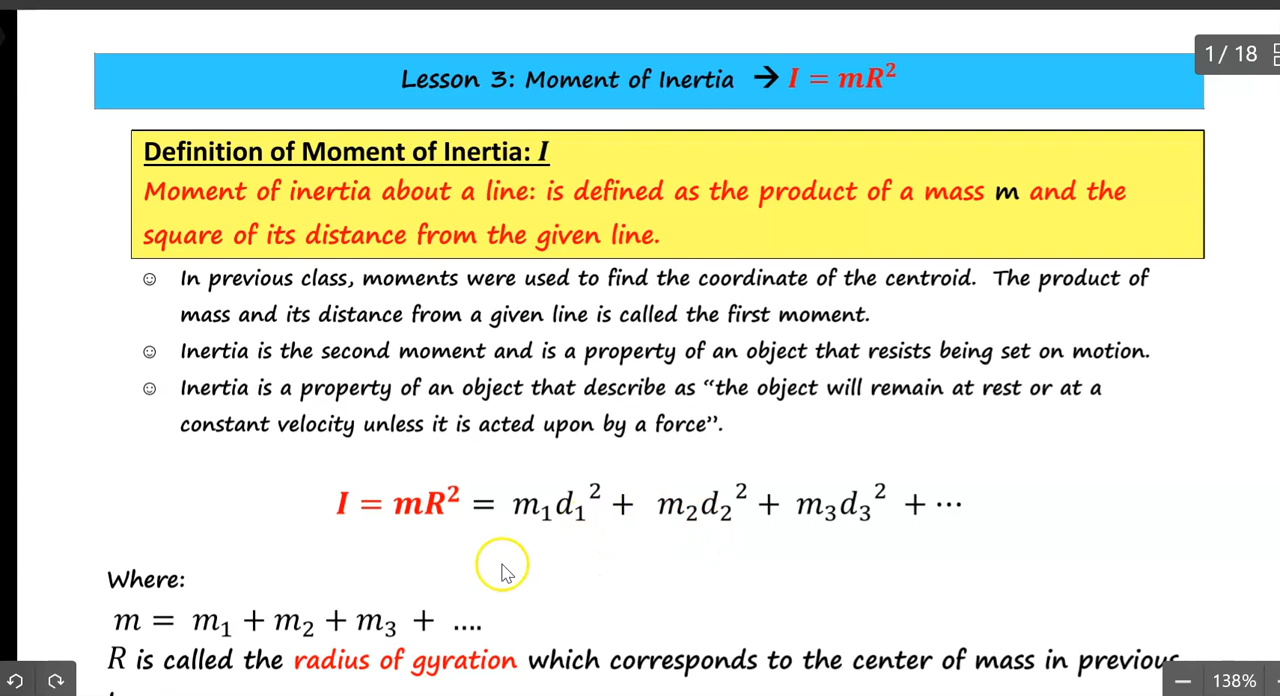 1 / 18
Lesson 3: Moment of Inertia → I = mR²
Definition of Moment of Inertia: I
Moment of inertia about a line: is defined as the product of a mass m and the
square of its distance from the given line.
☺ In previous class, moments were used to find the coordinate of the centroid. The product of
mass and its distance from a given line is called the first moment.
☺ Inertia is the second moment and is a property of an object that resists being set on motion.
☺ Inertia is a property of an object that describe as “the object will remain at rest or at a
constant velocity unless it is acted upon by a force”.
I = mR² = m₁d₁² + m₂d₂² + m₃d₃² + ⋯
Where:
m = m₁ + m₂ + m₃ + ....
R is called the radius of gyration which corresponds to the center of mass in previous
138%